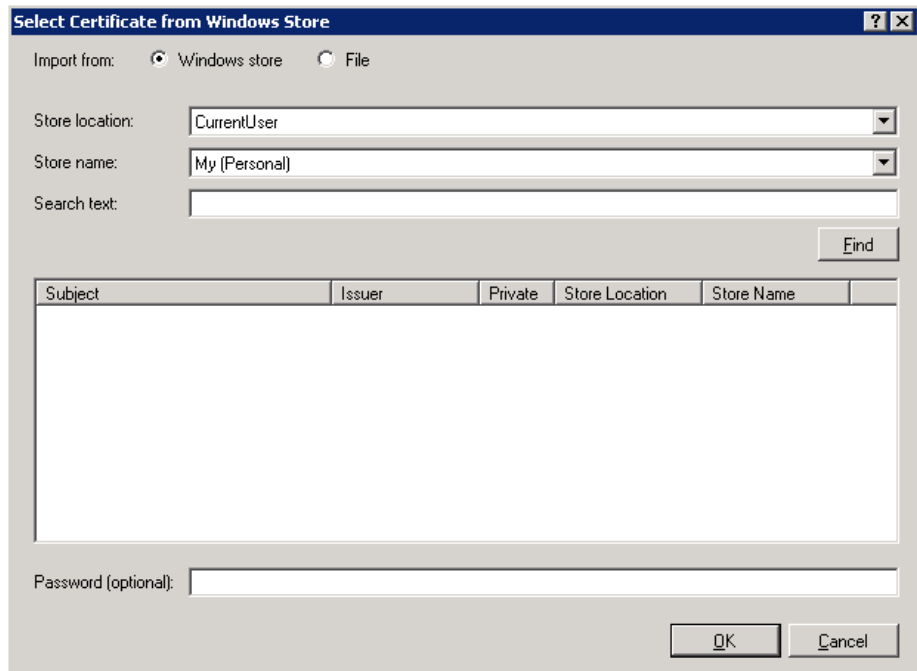 Select Certificate from Windows Store
Import from: Windows store File
Store location: CurrentUser
Store name: My (Personal)
Search text:
Find
Subject Issuer Private Store Location Store Name
Password (optional):
OK Cancel